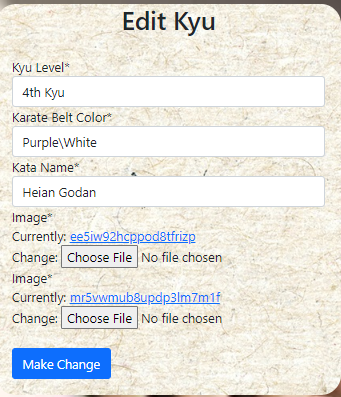 Edit Kyu
Kyu Level*
4th Kyu
Karate Belt Color*
Purple\White
Kata Name*
Heian Godan
Image*
Currently: ee5iw92hcppod8tfrizp
Change: Choose File No file chosen
Image*
Currently: mr5vwmub8updp3lm7m1f
Change: Choose File No file chosen
Make Change